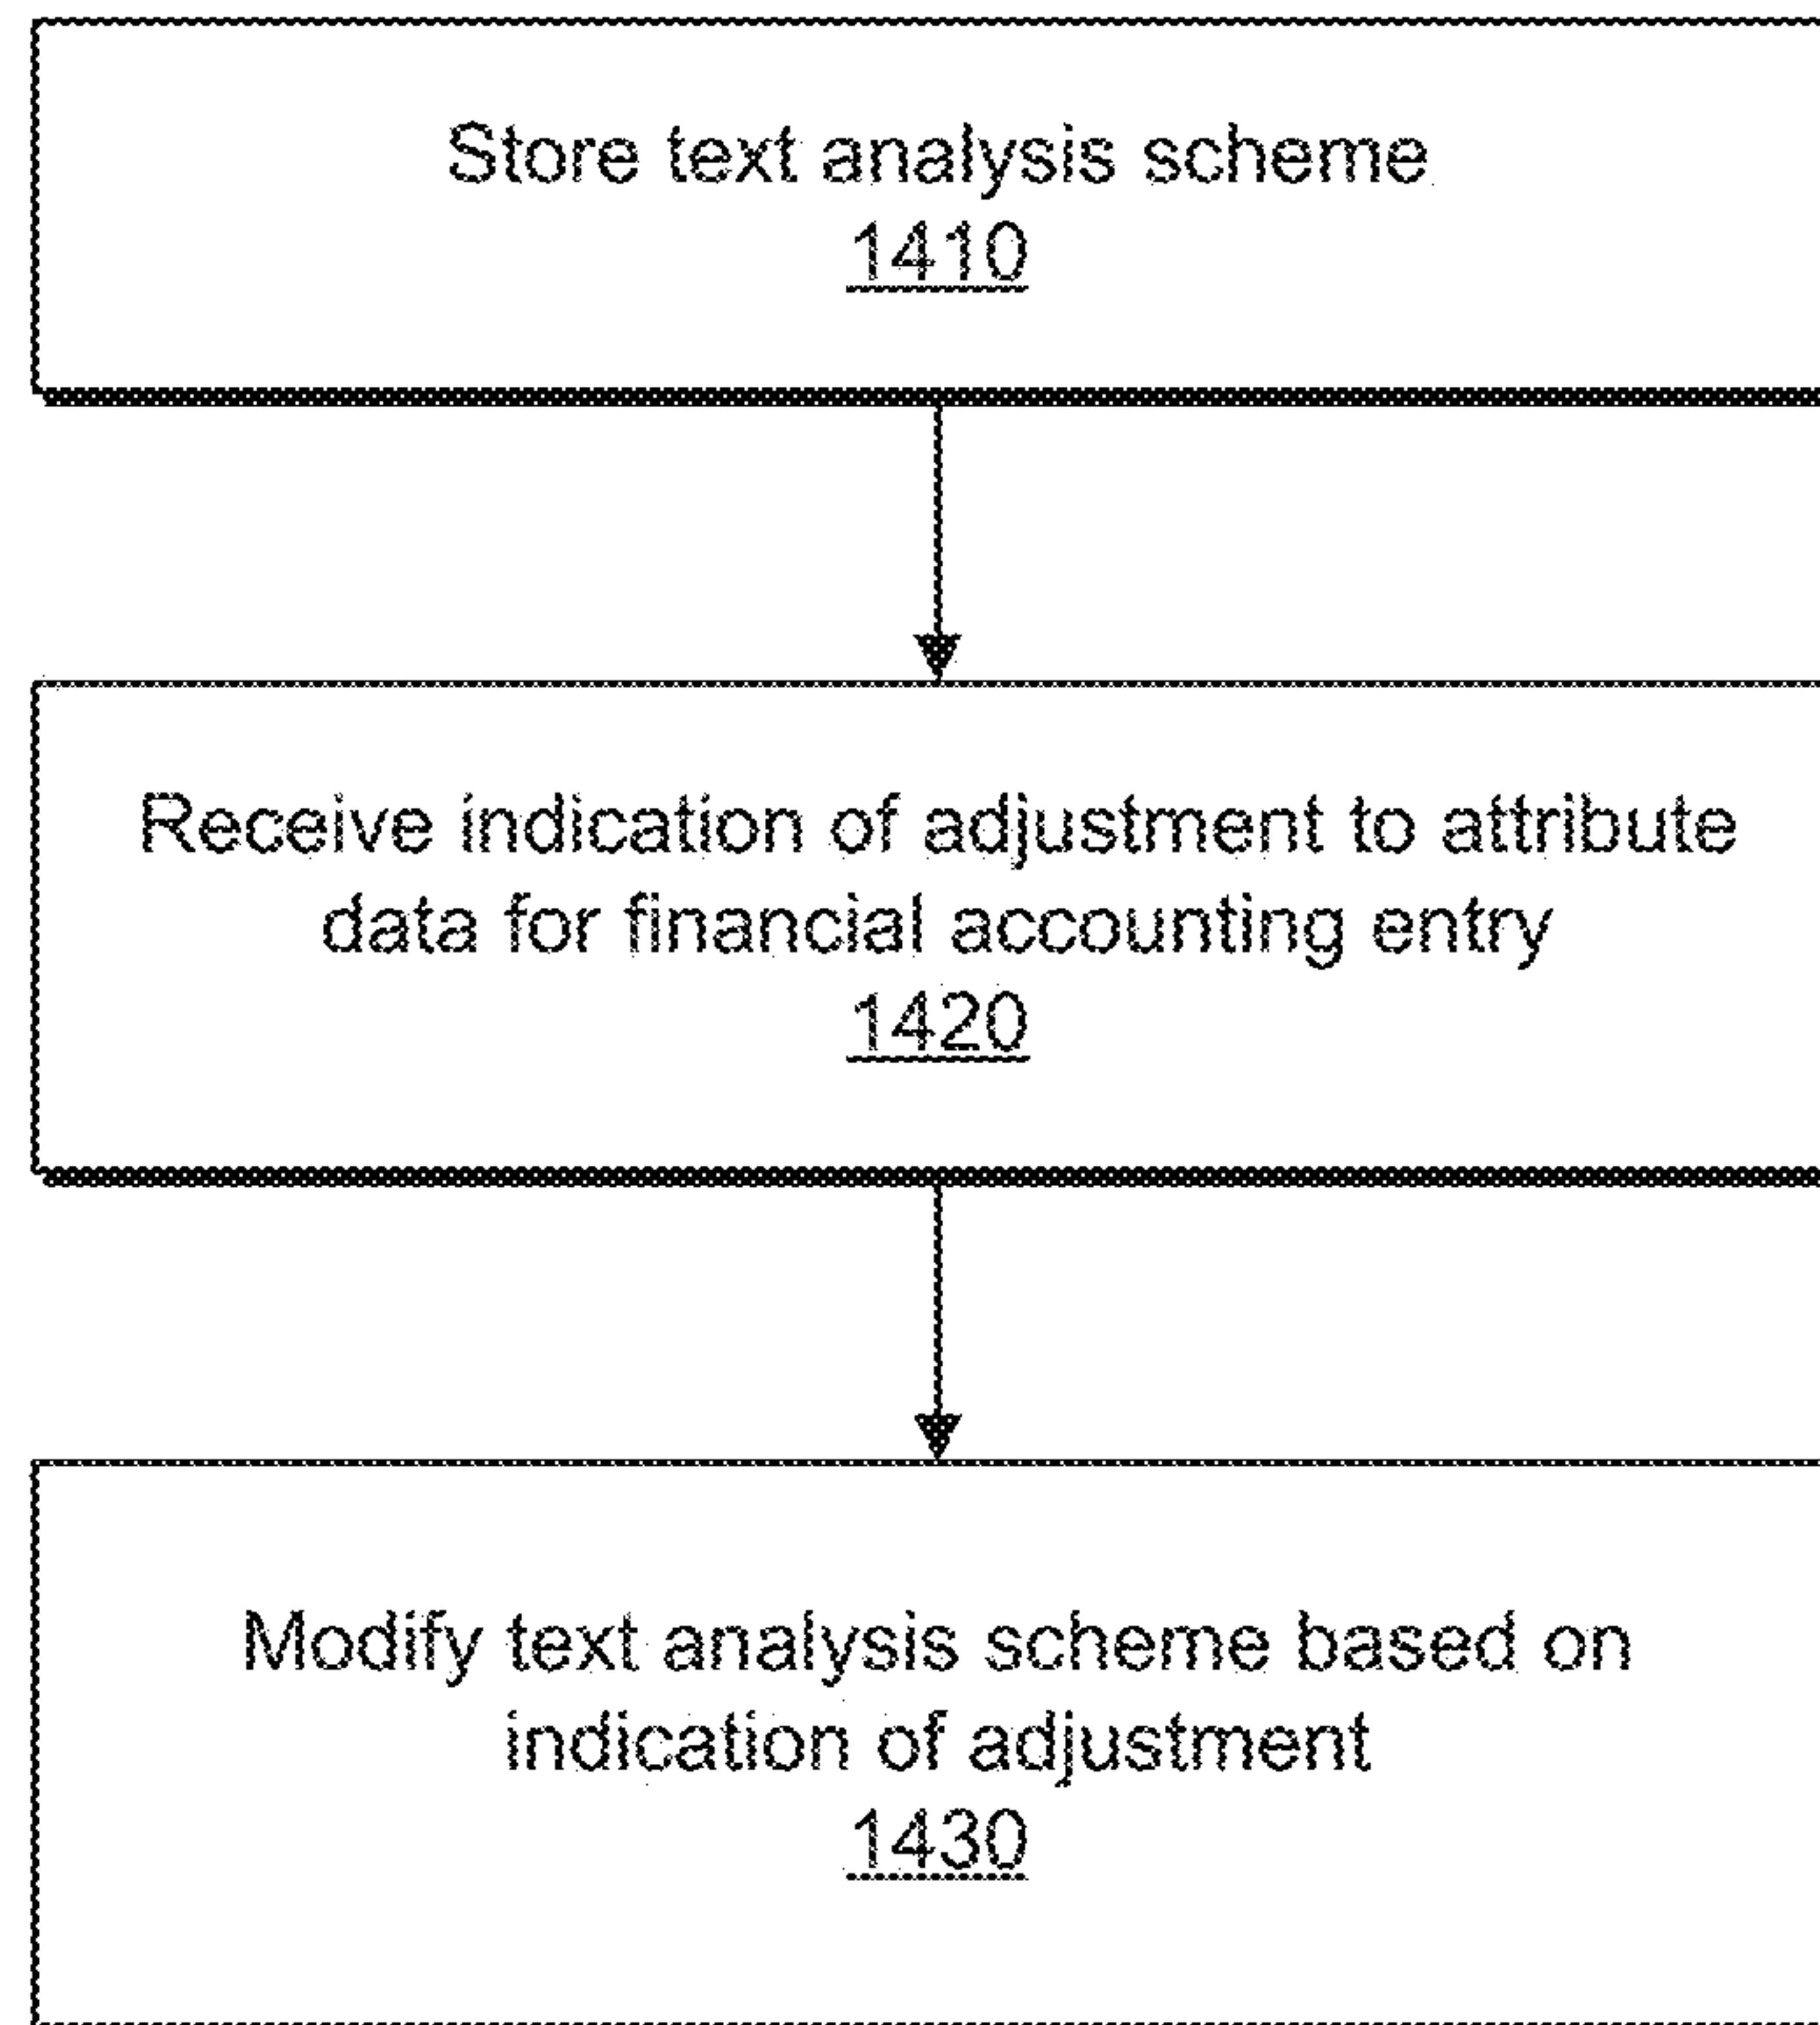 Store text analysis scheme
1410
Receive indication of adjustment to attribute
data for financial accounting entry
1420
Modify text analysis scheme based on
indication of adjustment
1430